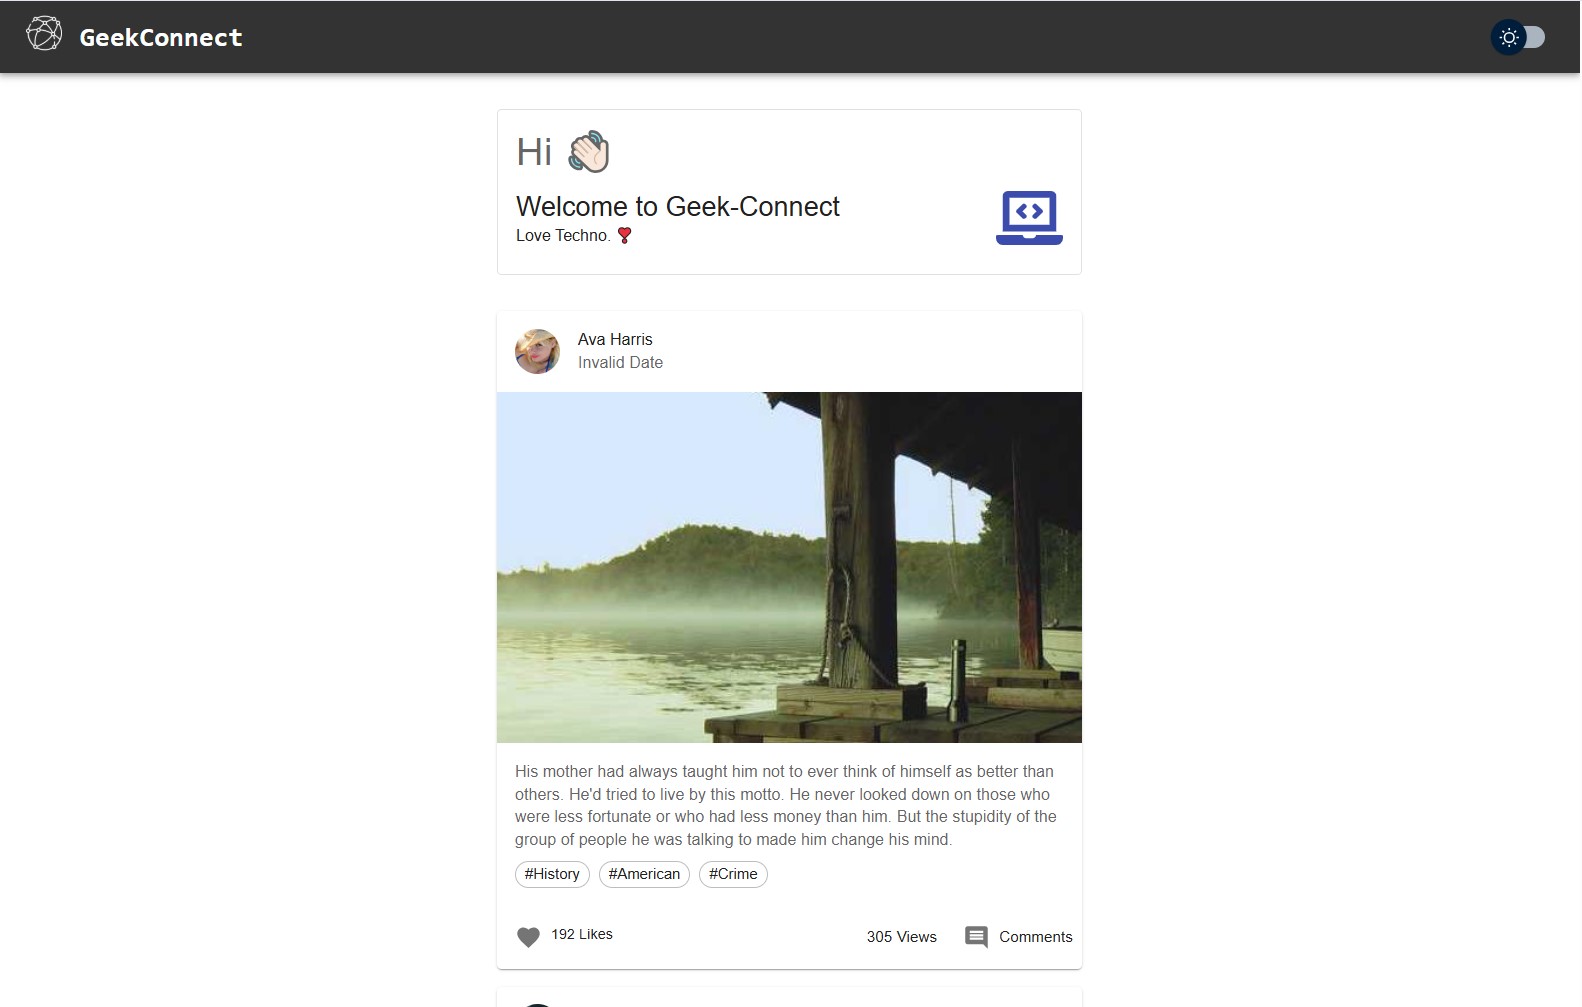 GeekConnect
Hi 👋🏻
Welcome to Geek-Connect
Love Techno. ❣
Ava Harris
Invalid Date
His mother had always taught him not to ever think of himself as better than
others. He'd tried to live by this motto. He never looked down on those who
were less fortunate or who had less money than him. But the stupidity of the
group of people he was talking to made him change his mind.
#History #American #Crime
192 Likes 305 Views Comments